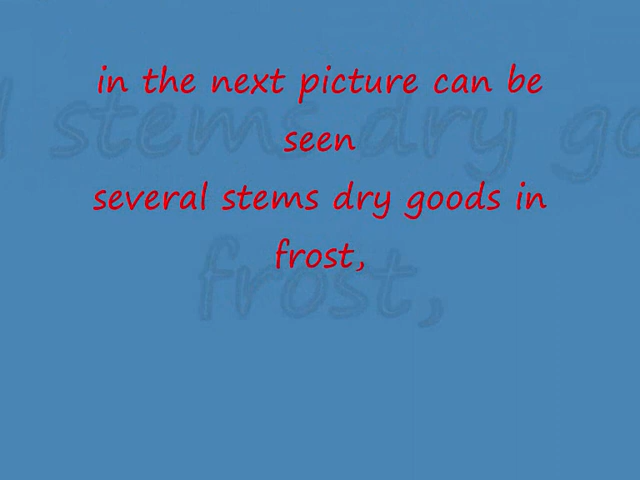 in the next picture can be
seen
several stems dry goods in
frost,